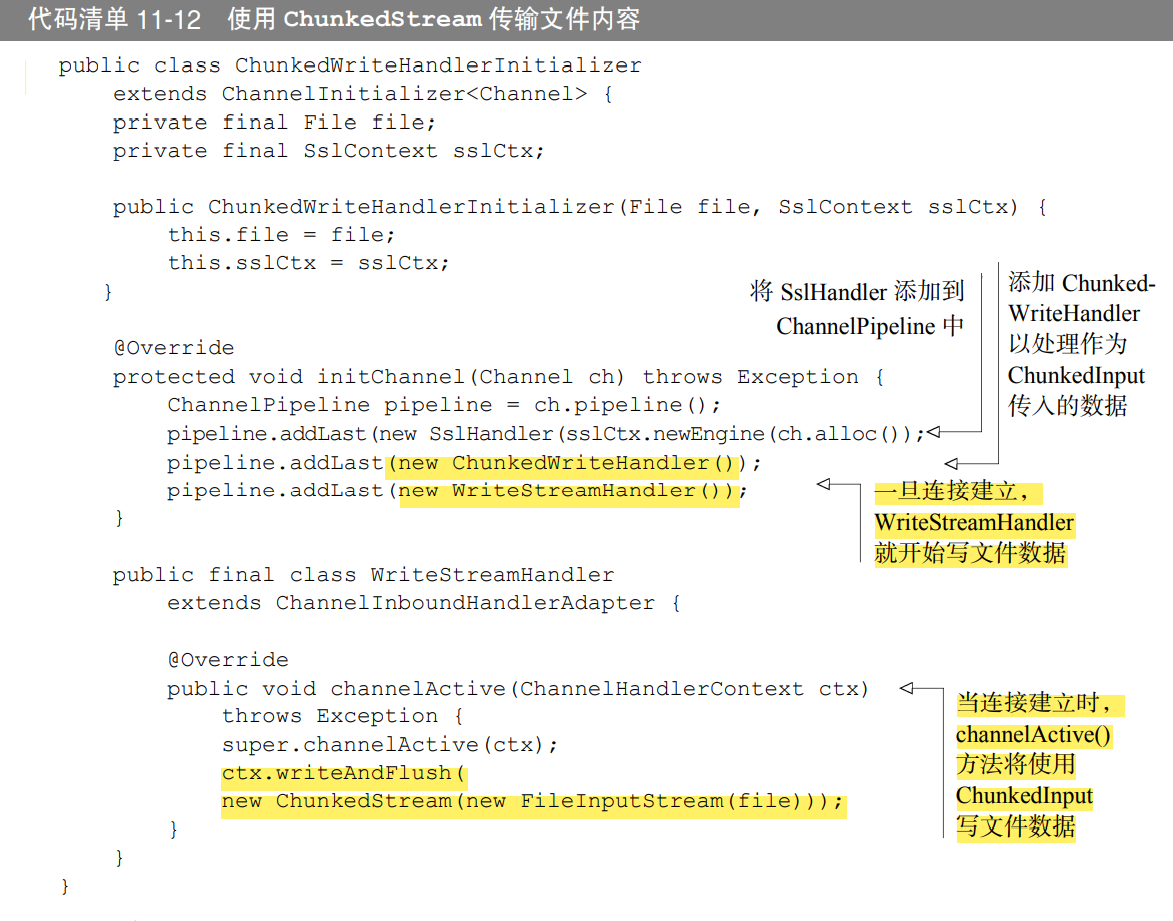 代码清单 11-12 使用 ChunkedStream 传输文件内容
public class ChunkedWriteHandlerInitializer
extends ChannelInitializer<Channel> {
private final File file;
private final SslContext sslCtx;
public ChunkedWriteHandlerInitializer(File file, SslContext sslCtx) {
this.file = file;
this.sslCtx = sslCtx;
}
将 SslHandler 添加到
ChannelPipeline 中
添加 Chunked-
WriteHandler
以处理作为
ChunkedInput
传入的数据
@Override
protected void initChannel(Channel ch) throws Exception {
ChannelPipeline pipeline = ch.pipeline();
pipeline.addLast(new SslHandler(sslCtx.newEngine(ch.alloc());
pipeline.addLast(new ChunkedWriteHandler());
pipeline.addLast(new WriteStreamHandler());
}
一旦连接建立，
WriteStreamHandler
就开始写文件数据
public final class WriteStreamHandler
extends ChannelInboundHandlerAdapter {
@Override
public void channelActive(ChannelHandlerContext ctx)
throws Exception {
super.channelActive(ctx);
ctx.writeAndFlush(
new ChunkedStream(new FileInputStream(file)));
}
}
}
当连接建立时，
channelActive()
方法将使用
ChunkedInput
写文件数据